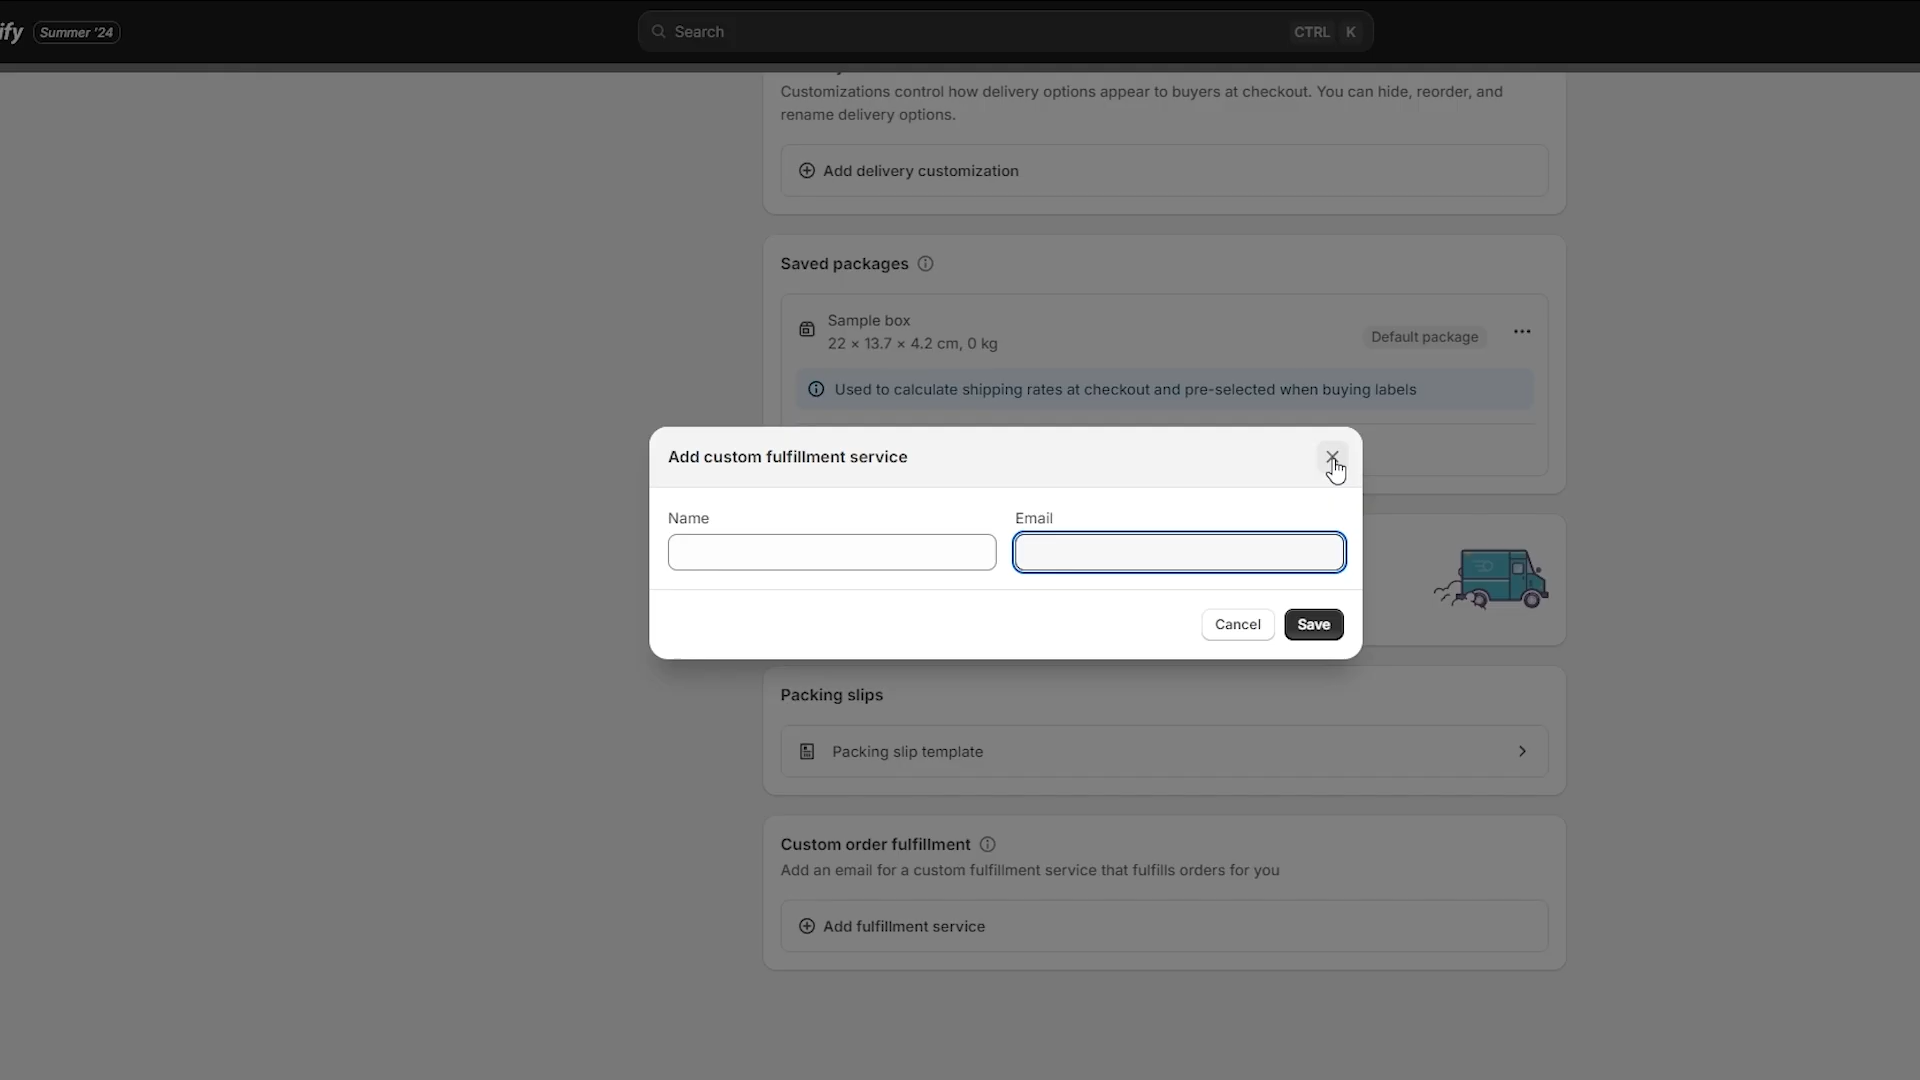 ify Summer '24
Search CTRL K
Customizations control how delivery options appear to buyers at checkout. You can hide, reorder, and
rename delivery options.
Add delivery customization
Saved packages
Sample box
22 × 13.7 × 4.2 cm, 0 kg
Default package
Used to calculate shipping rates at checkout and pre-selected when buying labels
Add custom fulfillment service
Name Email
Cancel Save
Packing slips
Packing slip template
Custom order fulfillment
Add an email for a custom fulfillment service that fulfills orders for you
Add fulfillment service